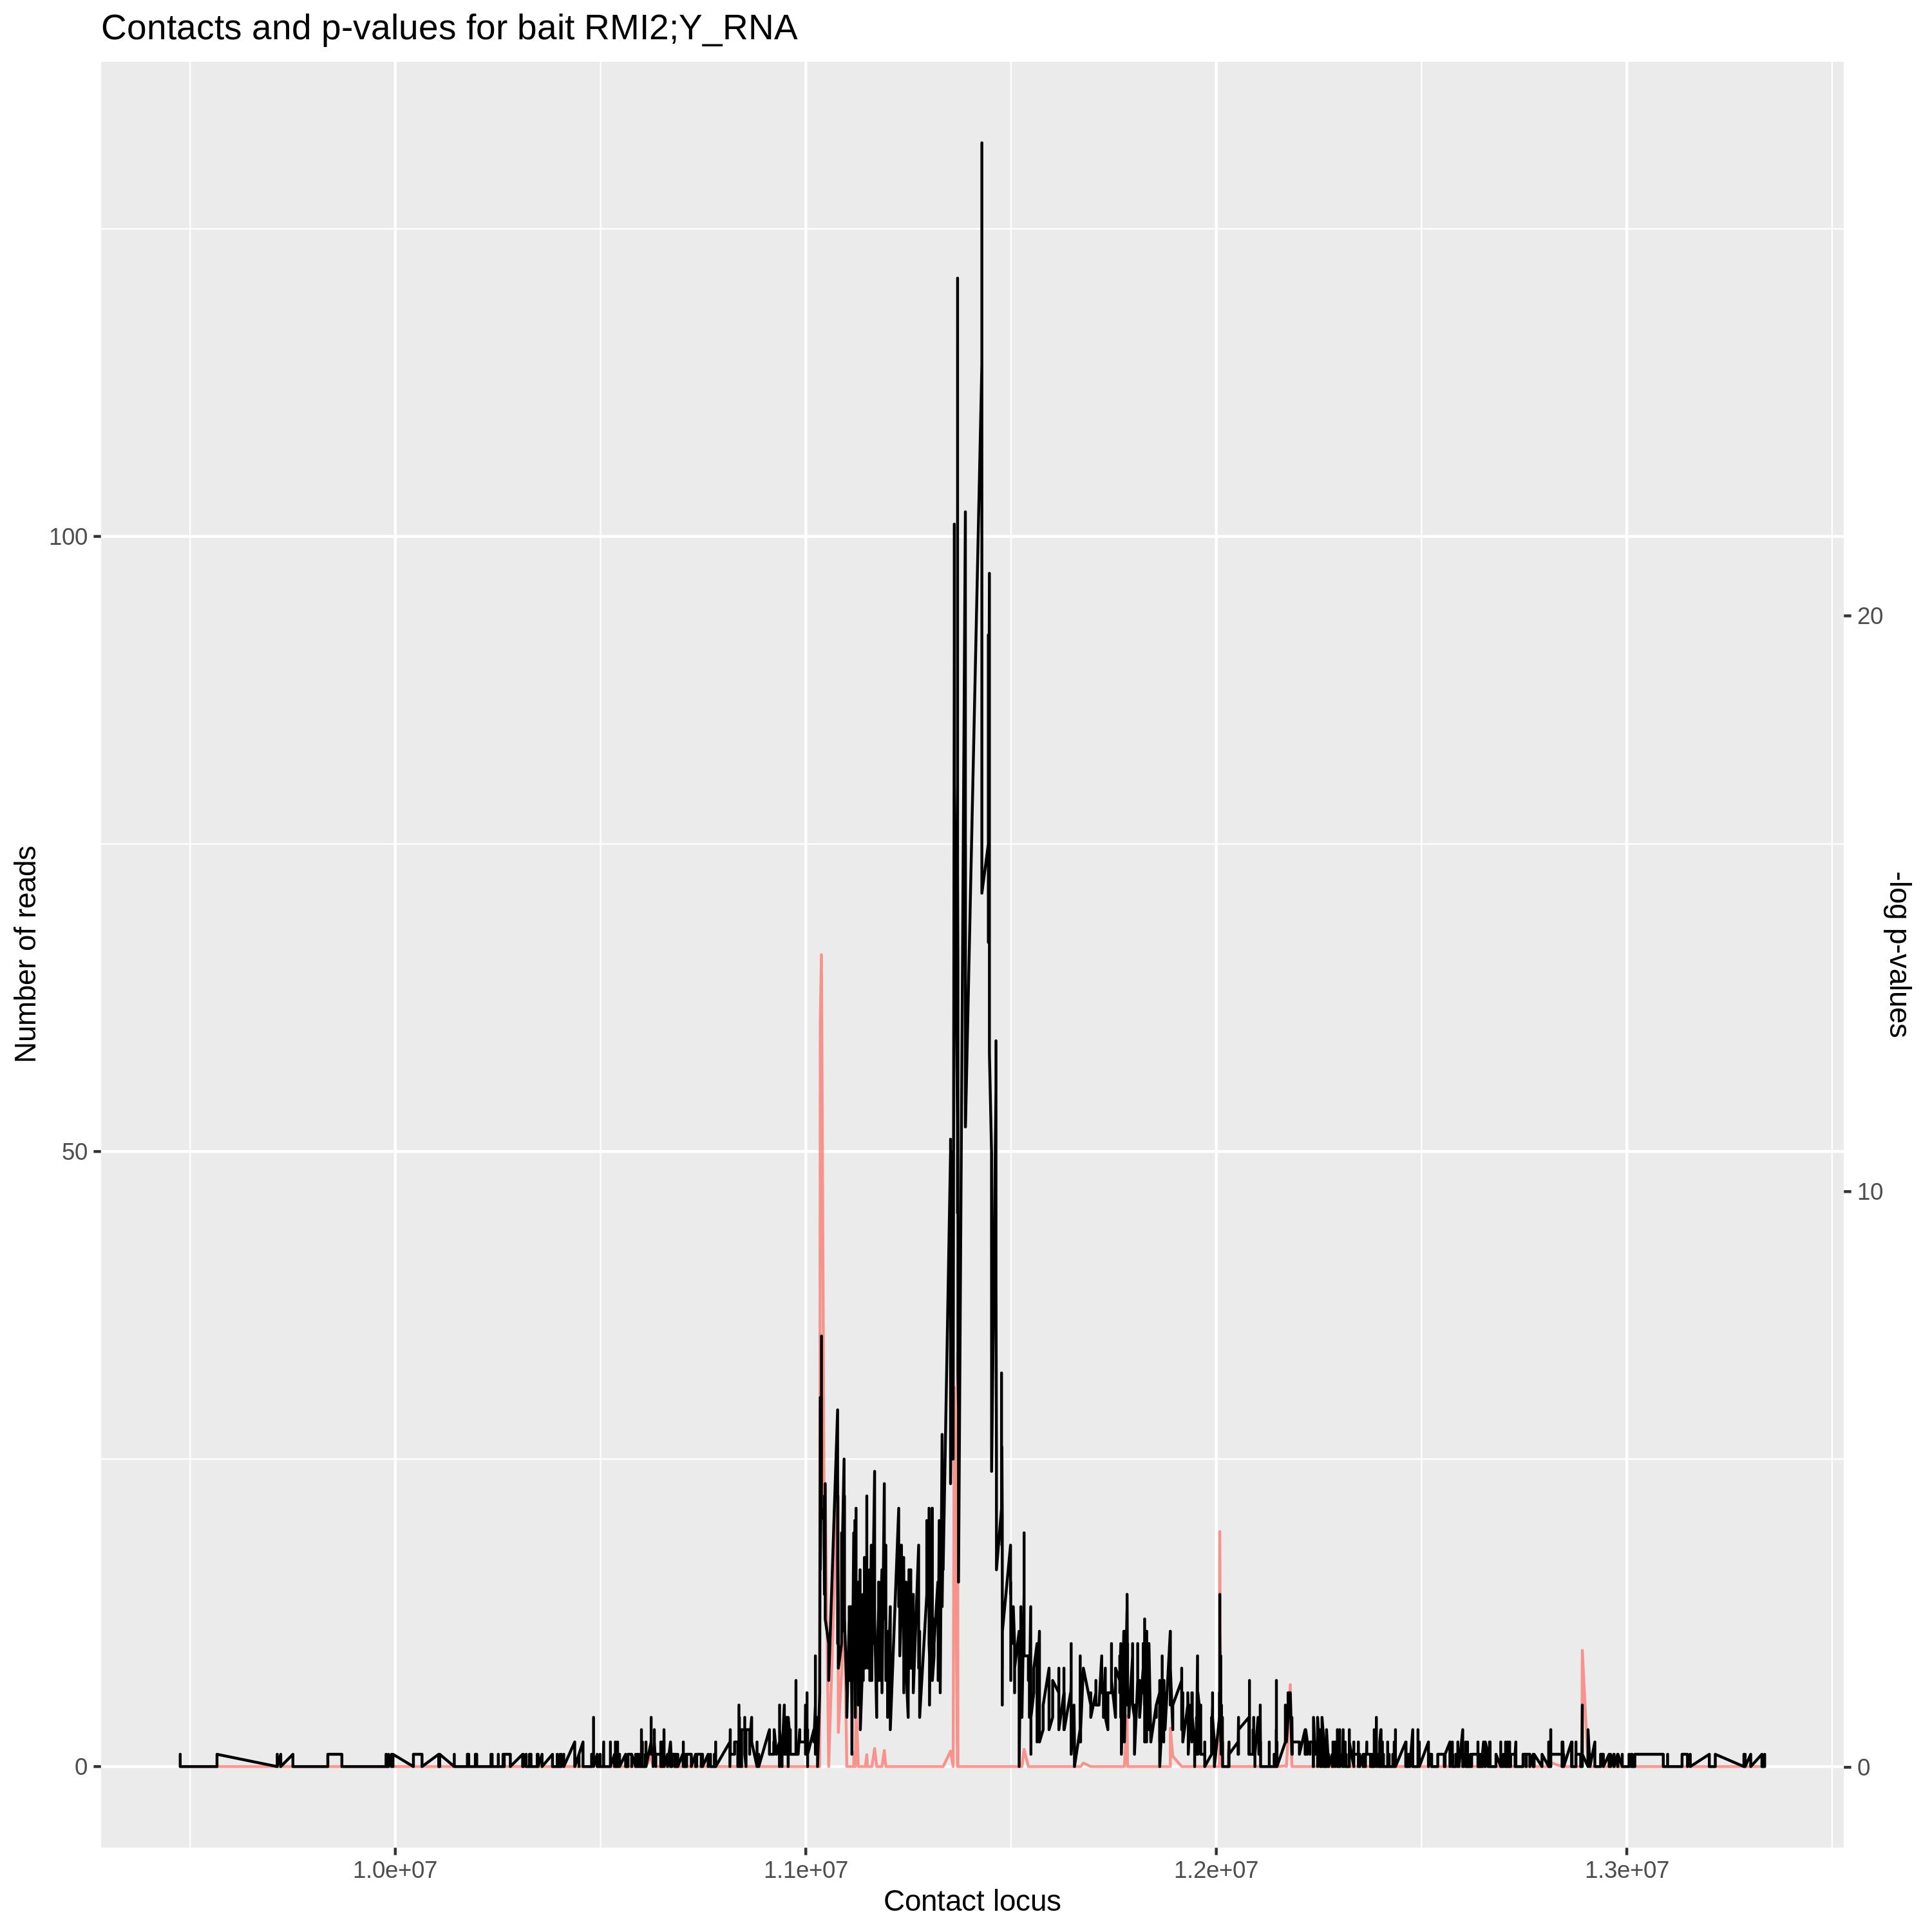 Contacts and p-values for bait RMI2;Y_RNA
100
50
0
Number of reads
20
10
0
-log p-values
1.0e+07
1.1e+07
1.2e+07
1.3e+07
Contact locus